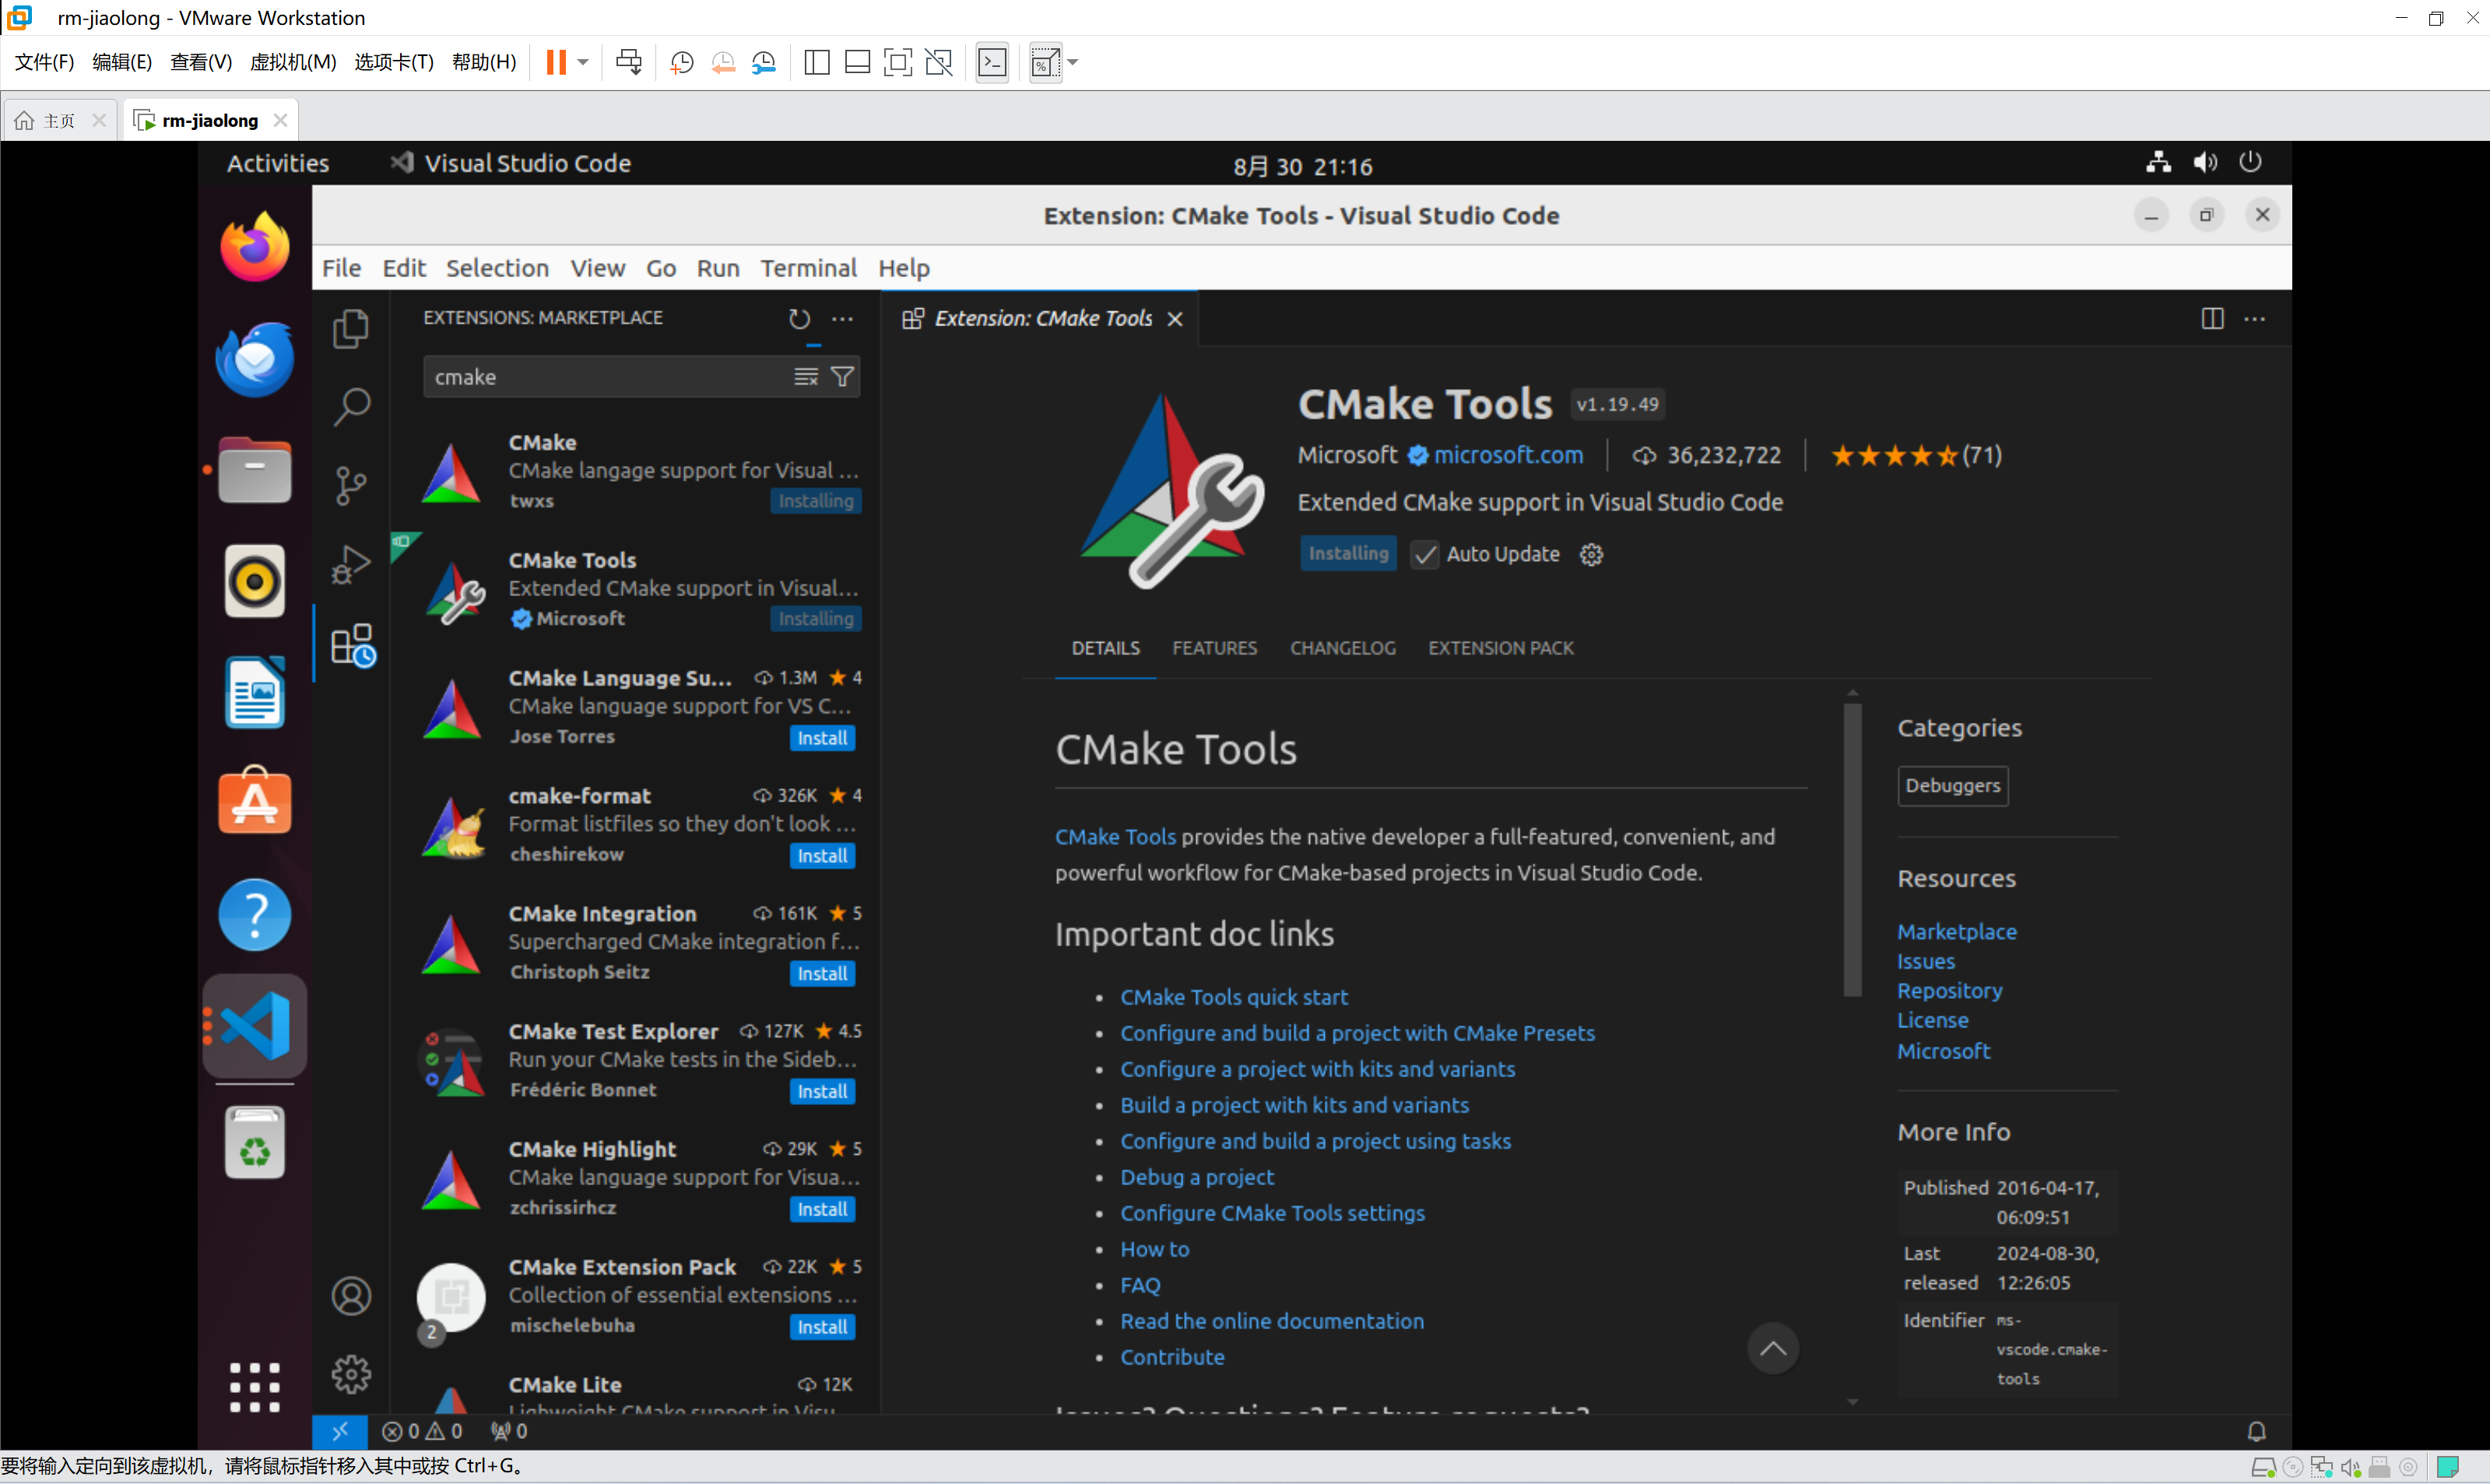 rm-jiaolong - VMware Workstation
文件(F) 编辑(E) 查看(V) 虚拟机(M) 选项卡(T) 帮助(H)
主页 rm-jiaolong
Activities Visual Studio Code 8月 30 21:16
Extension: CMake Tools - Visual Studio Code
File Edit Selection View Go Run Terminal Help
EXTENSIONS: MARKETPLACE
cmake
CMake
CMake langage support for Visual ...
twxs Installing
CMake Tools
Extended CMake support in Visual...
Microsoft Installing
CMake Language Su... 1.3M 4
CMake language support for VS C...
Jose Torres Install
cmake-format 326K 4
Format listfiles so they don't look ...
cheshirekow Install
CMake Integration 161K 5
Supercharged CMake integration f...
Christoph Seitz Install
CMake Test Explorer 127K 4.5
Run your CMake tests in the Sideb...
Frédéric Bonnet Install
CMake Highlight 29K 5
CMake language support for Visua...
zchrissirhcz Install
CMake Extension Pack 22K 5
Collection of essential extensions ...
2
mischelebuha Install
CMake Lite 12K
Lighweight CMake support in Visu
Extension: CMake Tools
CMake Tools v1.19.49
Microsoft microsoft.com 36,232,722 (71)
Extended CMake support in Visual Studio Code
Installing Auto Update
DETAILS FEATURES CHANGELOG EXTENSION PACK
CMake Tools
CMake Tools provides the native developer a full-featured, convenient, and
powerful workflow for CMake-based projects in Visual Studio Code.
Important doc links
• CMake Tools quick start
• Configure and build a project with CMake Presets
• Configure a project with kits and variants
• Build a project with kits and variants
• Configure and build a project using tasks
• Debug a project
• Configure CMake Tools settings
• How to
• FAQ
• Read the online documentation
• Contribute
Issues? Questions? Feature requests?
Categories
Debuggers
Resources
Marketplace
Issues
Repository
License
Microsoft
More Info
Published 2016-04-17,
06:09:51
Last 2024-08-30,
released 12:26:05
Identifier ms-
vscode.cmake-
tools
0 0 0
要将输入定向到该虚拟机，请将鼠标指针移入其中或按 Ctrl+G。